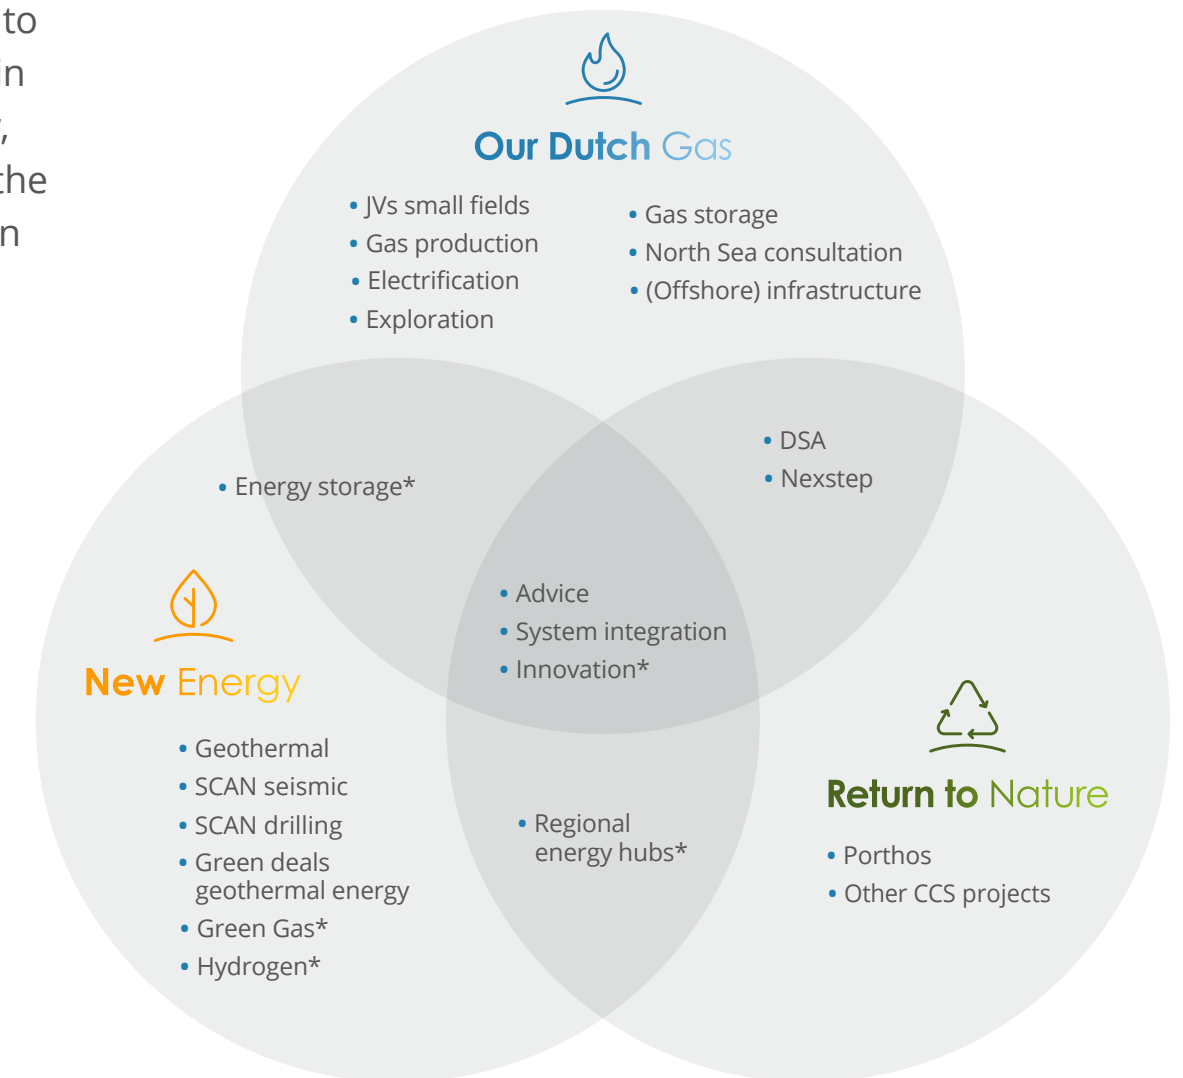 to
in
the
Our Dutch Gas
• JVs small fields
• Gas production
• Electrification
• Exploration
• Gas storage
• North Sea consultation
• (Offshore) infrastructure
• Energy storage*
• DSA
• Nexstep
• Advice
• System integration
• Innovation*
New Energy
• Geothermal
• SCAN seismic
• SCAN drilling
• Green deals
geothermal energy
• Green Gas*
• Hydrogen*
• Regional
energy hubs*
Return to Nature
• Porthos
• Other CCS projects